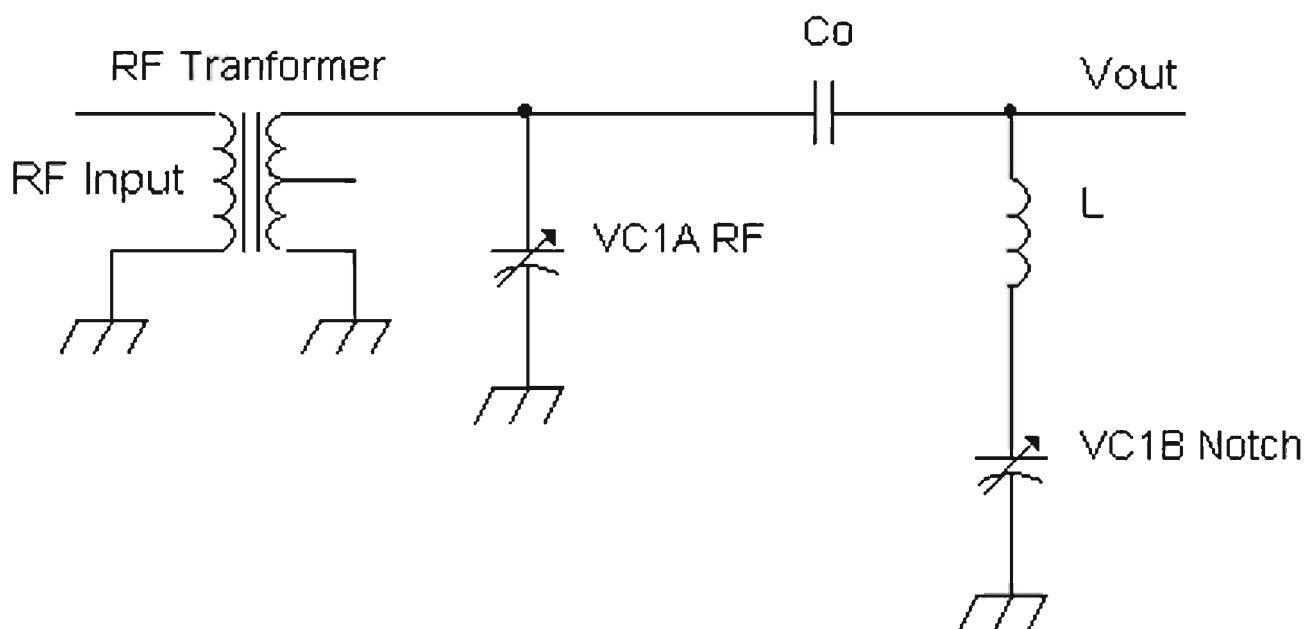 Co
RF Tranformer
Vout
RF Input
L
VC1A RF
VC1B Notch